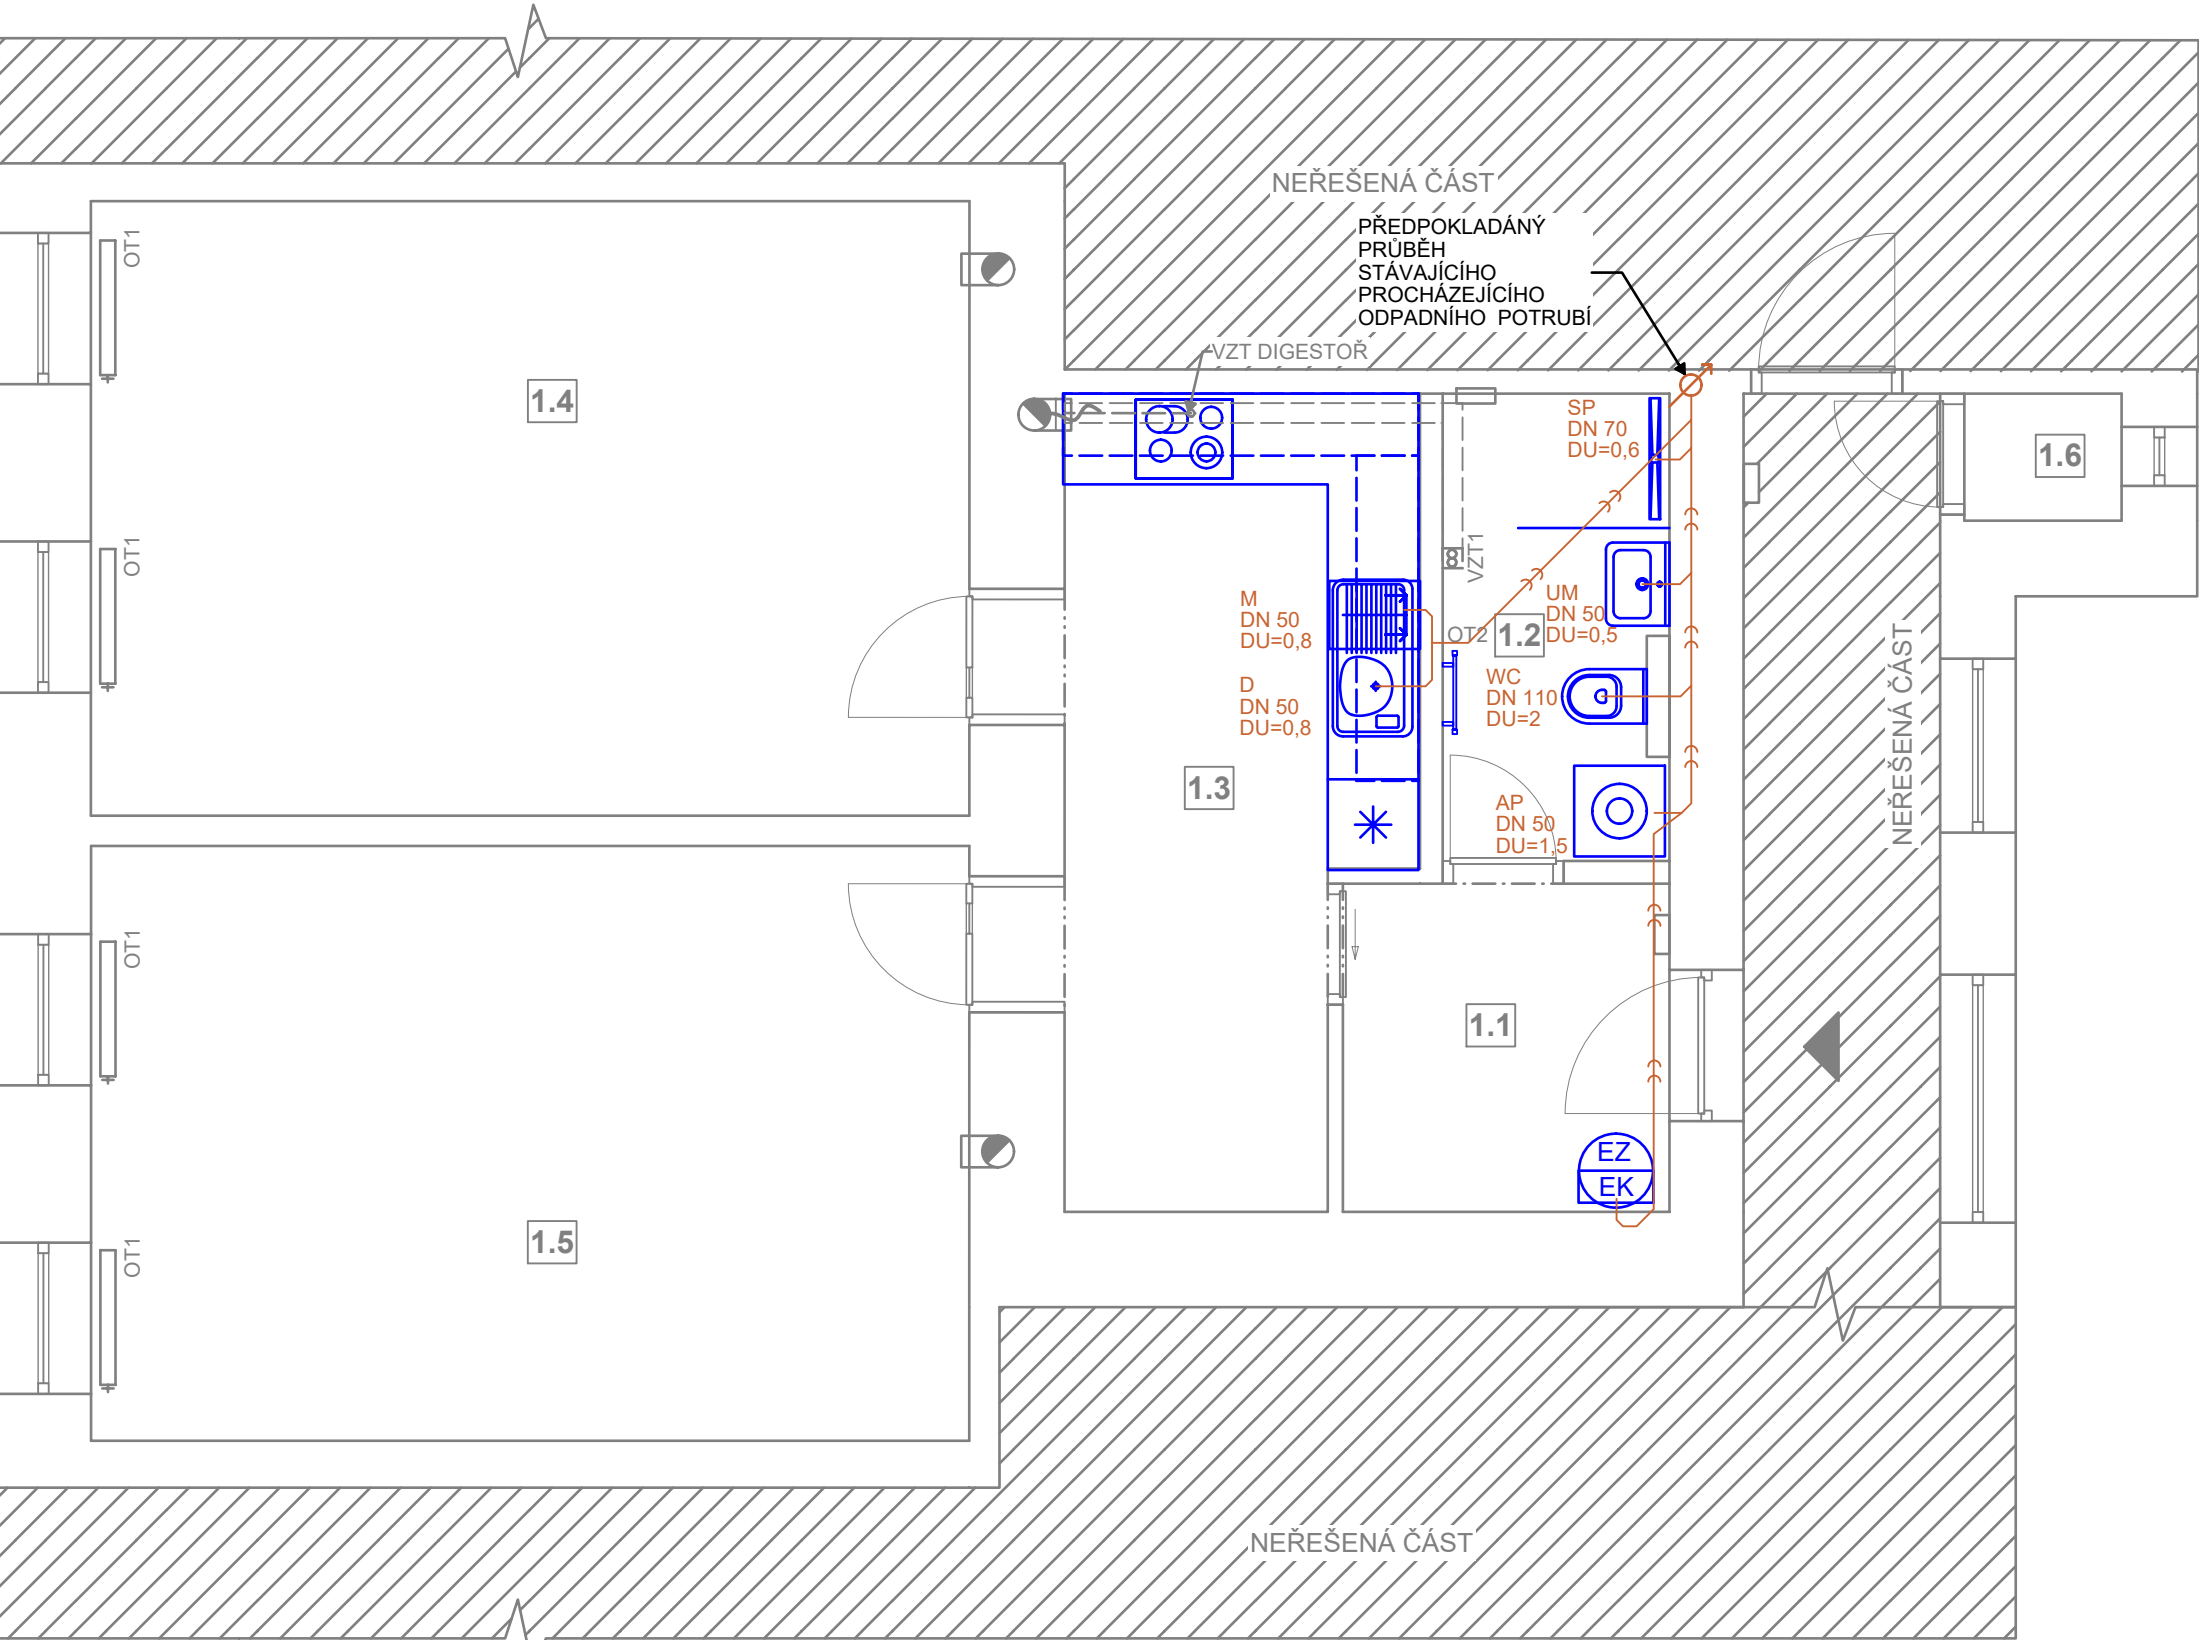 NEŘEŠENÁ ČÁST
PŘEDPOKLADÁNÝ
PRŮBĚH
STÁVAJÍCÍHO
PROCHÁZEJÍCÍHO
ODPADNÍHO POTRUBÍ
VZT DIGESTOŘ
OT1
1.4
OT1
SP
DN 70
DU=0,6
1.6
VZT1
M
DN 50
DU=0,8
UM
DN 50
DU=0,5
OT2
1.2
D
DN 50
DU=0,8
WC
DN 110
DU=2
NEŘEŠENÁ ČÁST
1.3
AP
DN 50
DU=1,5
OT1
1.1
EZ
EK
1.5
OT1
NEŘEŠENÁ ČÁST